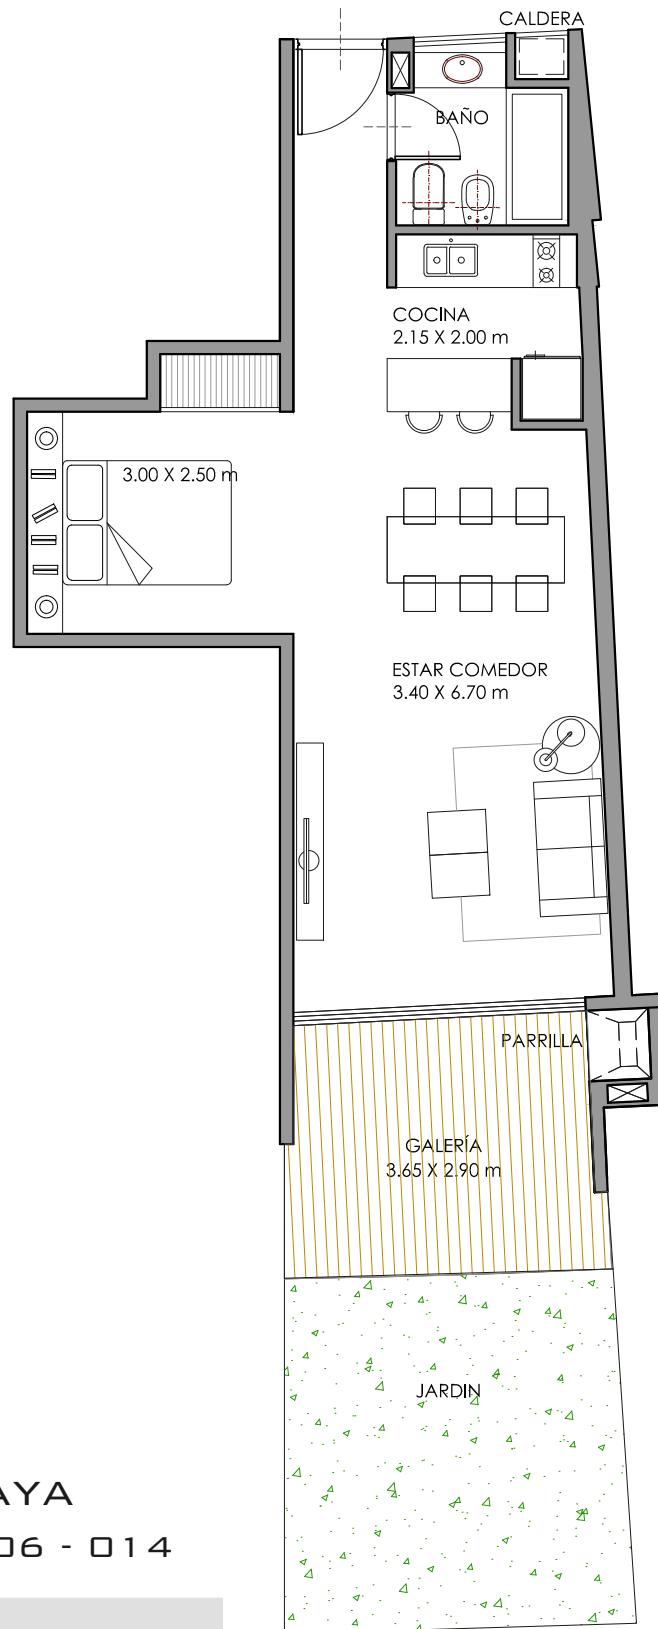 CALDERA
BAÑO
COCINA
2.15 X 2.00 m
3.00 X 2.50 m
ESTAR COMEDOR
3.40 X 6.70 m
PARRILLA
GALERÍA
3.65 X 2.90 m
JARDIN
AYA
06 - 014